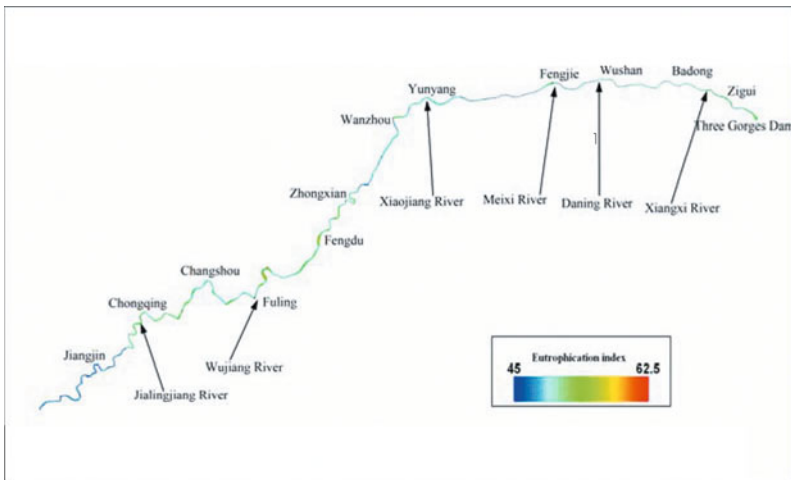 Fengjie
Wushan
Badong
Zigui
Yunyang
Wanzhou
Three Gorges Dam
Zhongxian
Xiaojiang River
Meixi River
Daning River
Xiangxi River
Fengdu
Changshou
Chongqing
Fuling
Jiangjin
Wujiang River
Jialingjiang River
Eutrophication index
45
62.5